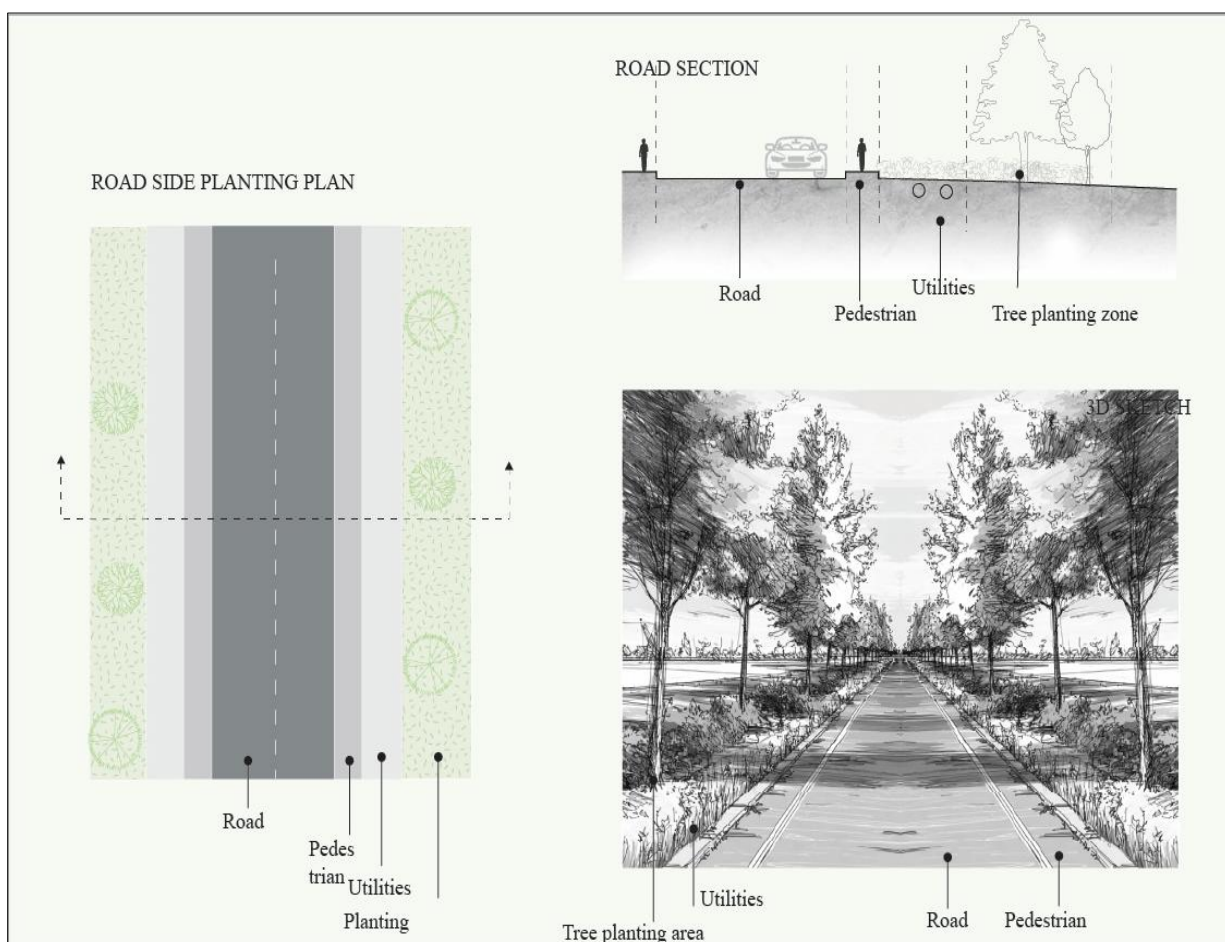 ROAD SIDE PLANTING PLAN
Road
Pedes
trian
Utilities
Planting
ROAD SECTION
Road
Pedestrian
Utilities
Tree planting zone
3D SKETCH
Tree planting area
Utilities
Road
Pedestrian